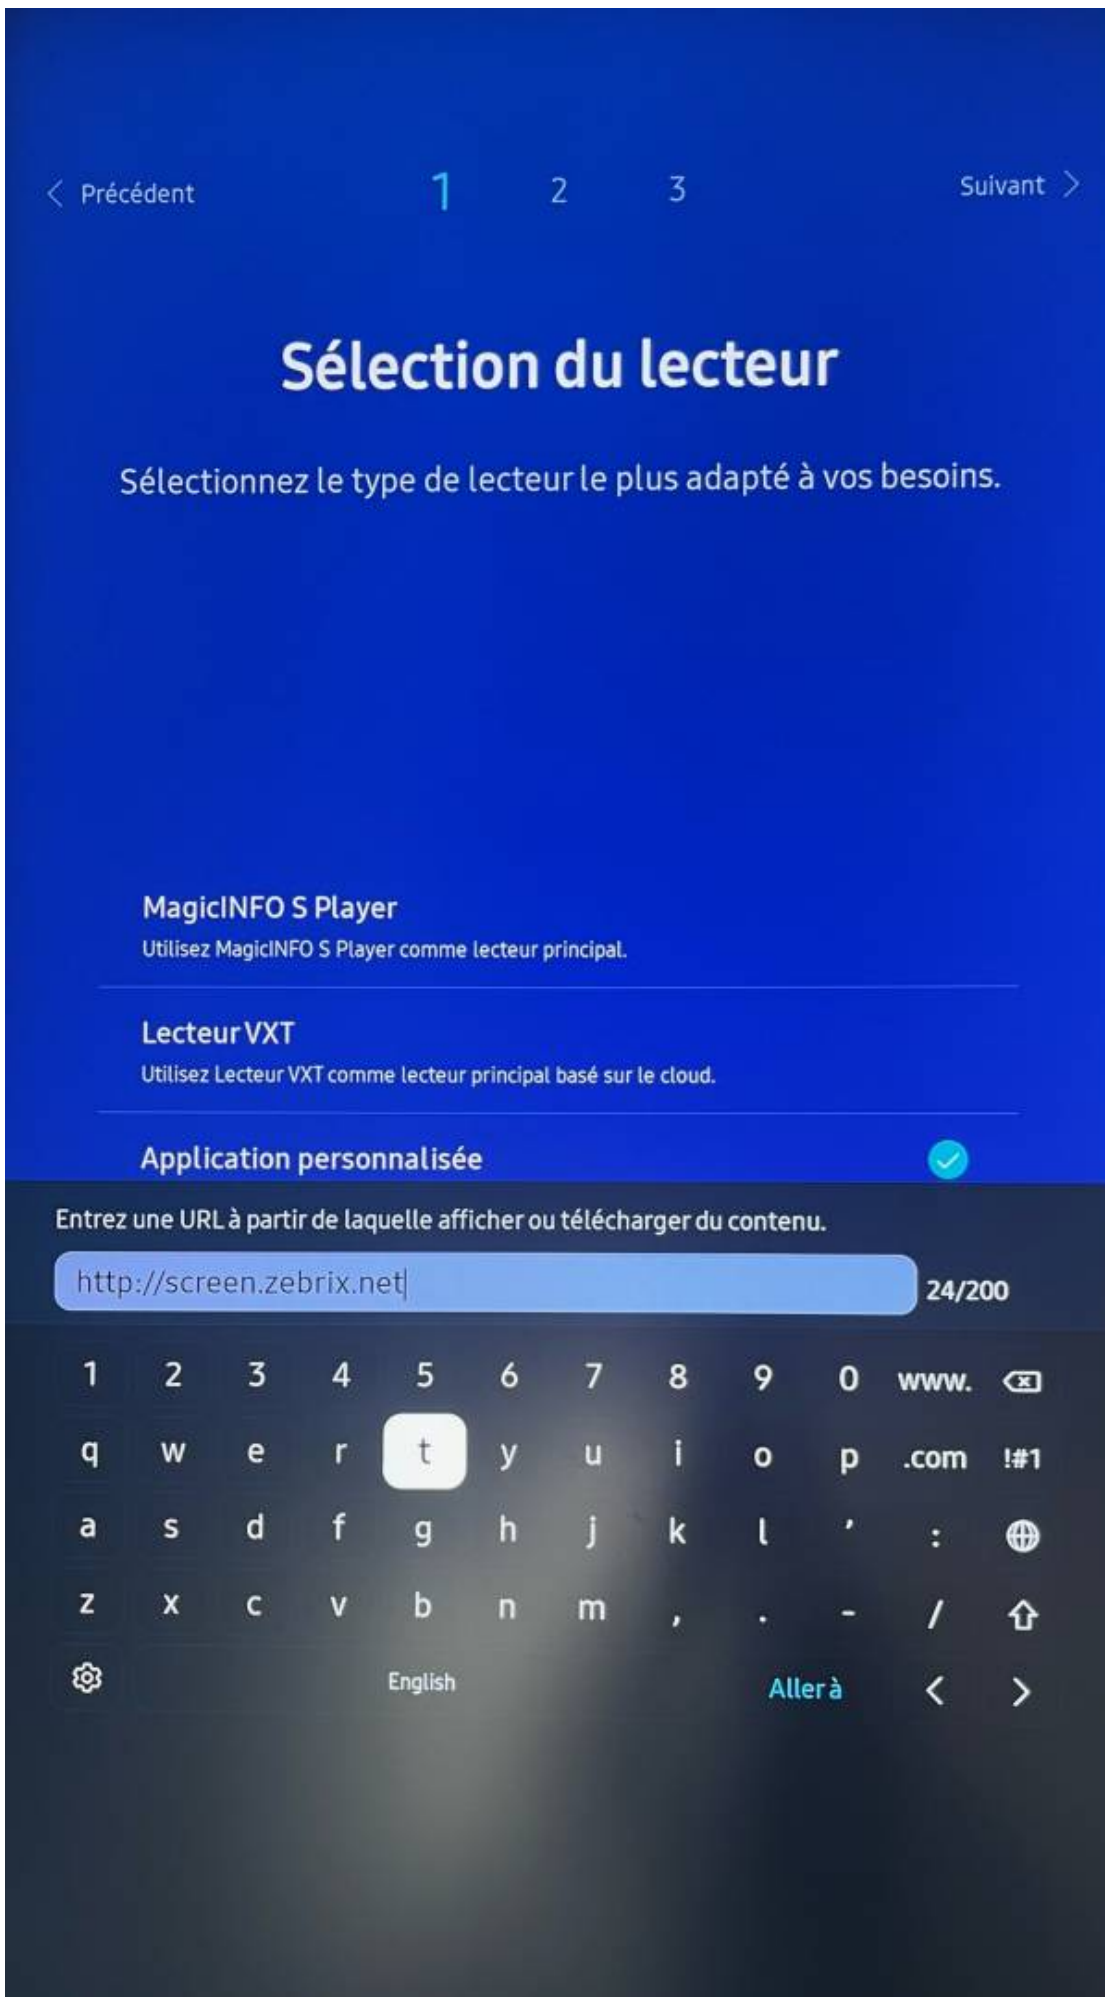 < Précédent 1 2 3 Suivant >
Sélection du lecteur
Sélectionnez le type de lecteur le plus adapté à vos besoins.
MagicINFO S Player
Utilisez MagicINFO S Player comme lecteur principal.
Lecteur VXT
Utilisez Lecteur VXT comme lecteur principal basé sur le cloud.
Application personnalisée
Entrez une URL à partir de laquelle afficher ou télécharger du contenu.
http://screen.zebrix.net 24/200
1 2 3 4 5 6 7 8 9 0 www.
q w e r t y u i o p .com !#1
a s d f g h j k l ' :
z x c v b n m , . - /
English Aller à < >